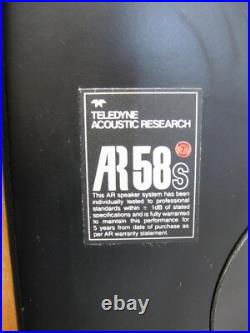 TELEDYNE
ACOUSTIC RESEARCH
AR58s
This AR speaker system has been
individually tested to professional
standards within ± 1dB of stated
specifications and is fully warranted
to maintain this performance for
5 years from date of purchase as
per AR warranty statement.